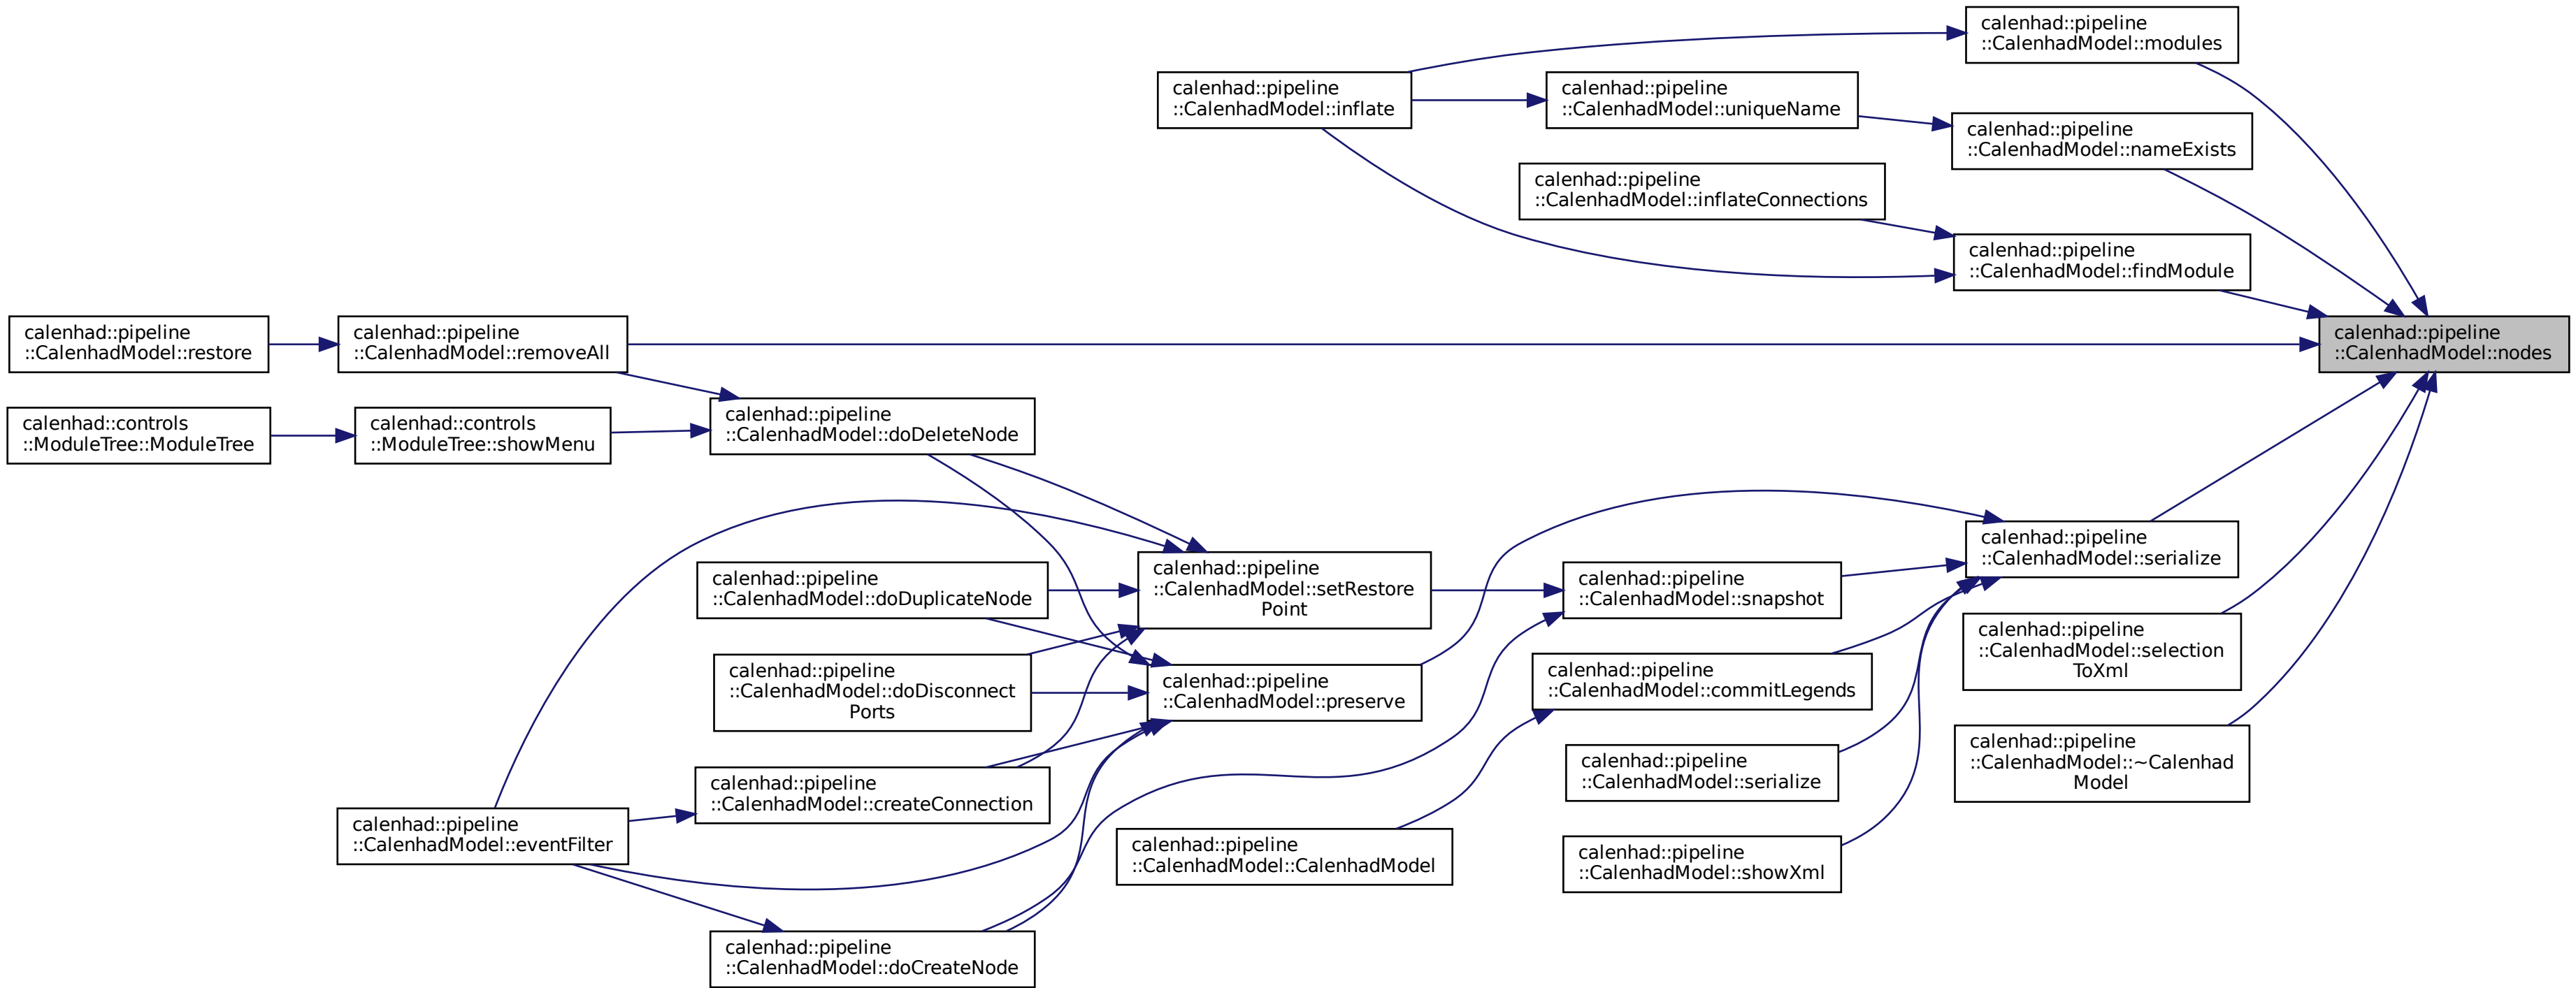 calenhad::pipeline
::CalenhadModel::modules
calenhad::pipeline
::CalenhadModel::inflate
calenhad::pipeline
::CalenhadModel::uniqueName
calenhad::pipeline
::CalenhadModel::nameExists
calenhad::pipeline
::CalenhadModel::inflateConnections
calenhad::pipeline
::CalenhadModel::findModule
calenhad::pipeline
::CalenhadModel::restore
calenhad::pipeline
::CalenhadModel::removeAll
calenhad::pipeline
::CalenhadModel::nodes
calenhad::controls
::ModuleTree::ModuleTree
calenhad::controls
::ModuleTree::showMenu
calenhad::pipeline
::CalenhadModel::doDeleteNode
calenhad::pipeline
::CalenhadModel::serialize
calenhad::pipeline
::CalenhadModel::doDuplicateNode
calenhad::pipeline
::CalenhadModel::setRestore
Point
calenhad::pipeline
::CalenhadModel::snapshot
calenhad::pipeline
::CalenhadModel::selection
ToXml
calenhad::pipeline
::CalenhadModel::doDisconnect
Ports
calenhad::pipeline
::CalenhadModel::preserve
calenhad::pipeline
::CalenhadModel::commitLegends
calenhad::pipeline
::CalenhadModel::~Calenhad
Model
calenhad::pipeline
::CalenhadModel::serialize
calenhad::pipeline
::CalenhadModel::createConnection
calenhad::pipeline
::CalenhadModel::eventFilter
calenhad::pipeline
::CalenhadModel::CalenhadModel
calenhad::pipeline
::CalenhadModel::showXml
calenhad::pipeline
::CalenhadModel::doCreateNode